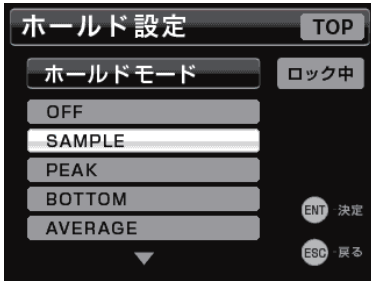 ホールド設定 TOP
ホールドモード ロック中
OFF
SAMPLE
PEAK
BOTTOM
AVERAGE
ENT -決定
ESC -戻る